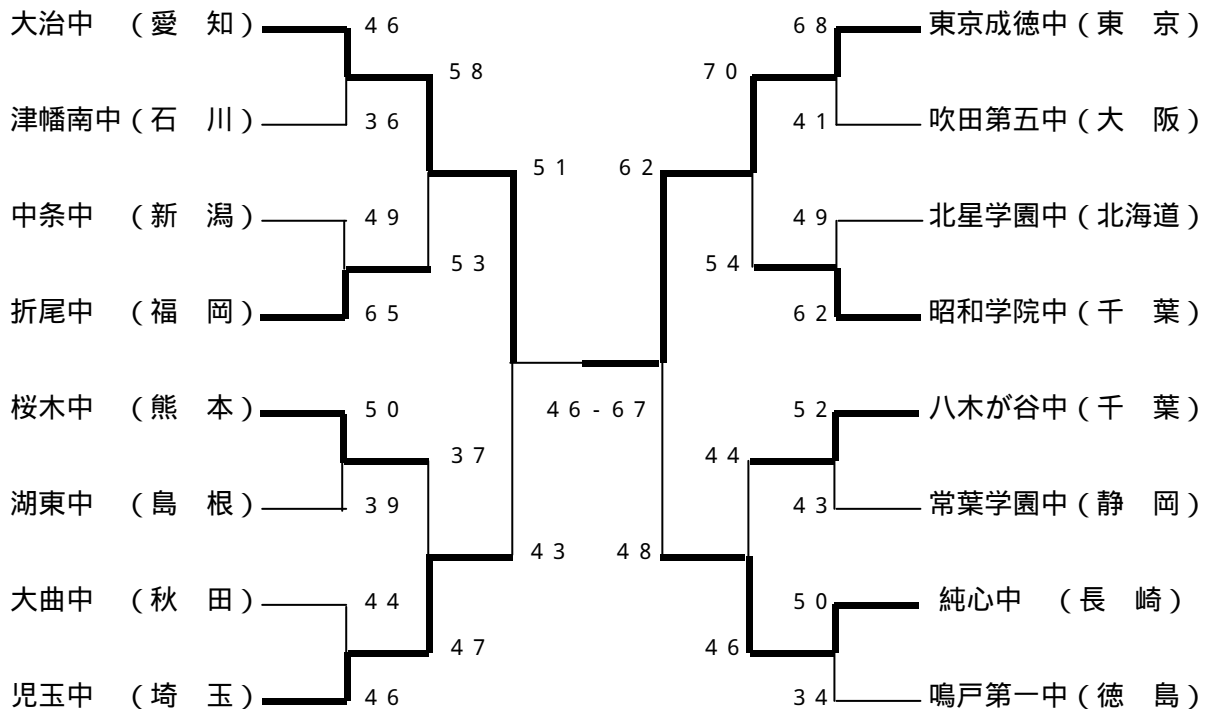 大治中 （愛 知） 46 68 東京成徳中（東 京）
58 70
津幡南中（石 川） 36 41 吹田第五中（大 阪）
51 62
中条中 （新 潟） 49 49 北星学園中（北海道）
53 54
折尾中 （福 岡） 65 62 昭和学院中（千 葉）
桜木中 （熊 本） 50 46-67 52 八木が谷中（千 葉）
37 44
湖東中 （島 根） 39 43 常葉学園中（静 岡）
43 48
大曲中 （秋 田） 44 50 純心中 （長 崎）
47 46
児玉中 （埼 玉） 46 34 鳴戸第一中（徳 島）